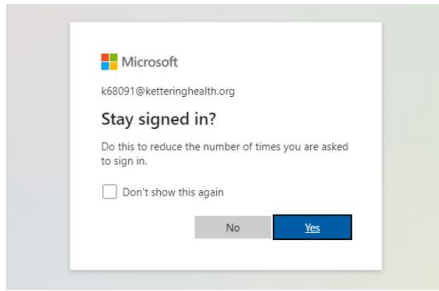 Microsoft
k68091@ketteringhealth.org
Stay signed in?
Do this to reduce the number of times you are asked
to sign in.
Don't show this again
No
Yes